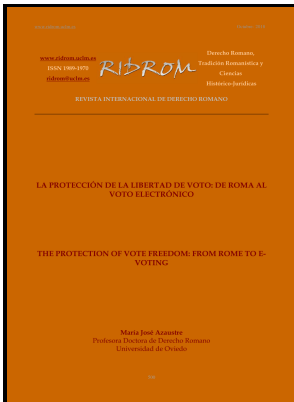 www.ridrom.uclm.es
ISSN 1989-1970
ridrom@uclm.es
RIDROM
Derecho Romano,
Tradición Romanística y
Ciencias
Histórico-Jurídicas
REVISTA INTERNACIONAL DE DERECHO ROMANO
LA PROTECCIÓN DE LA LIBERTAD DE VOTO: DE ROMA AL
VOTO ELECTRÓNICO
THE PROTECTION OF VOTE FREEDOM: FROM ROME TO E-
VOTING
María José Azaustre
Profesora Doctora de Derecho Romano
Universidad de Oviedo